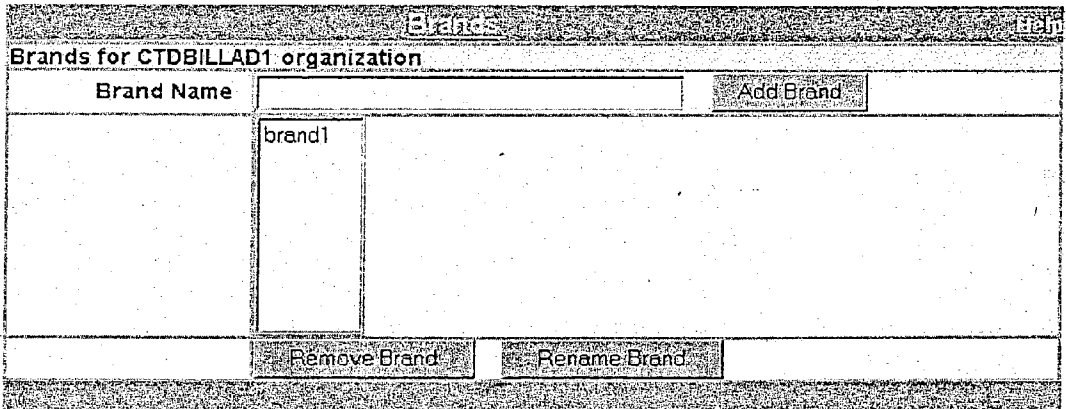 Brands Help
Brands for CTDBILLAD1 organization
Brand Name Add Brand
brand1
Remove Brand Rename Brand